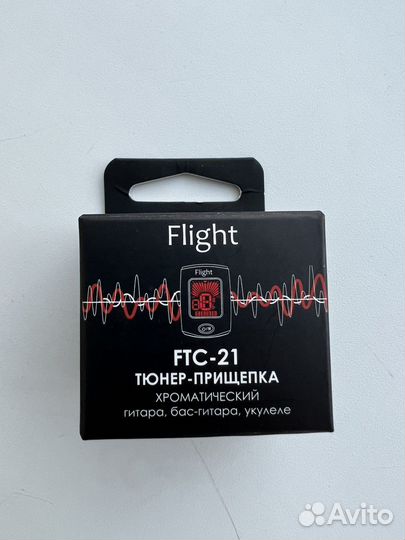 Flight
Flight
FTC-21
ТЮНЕР-ПРИЩЕПКА
ХРОМАТИЧЕСКИЙ
гитара, бас-гитара, укулеле
Avito